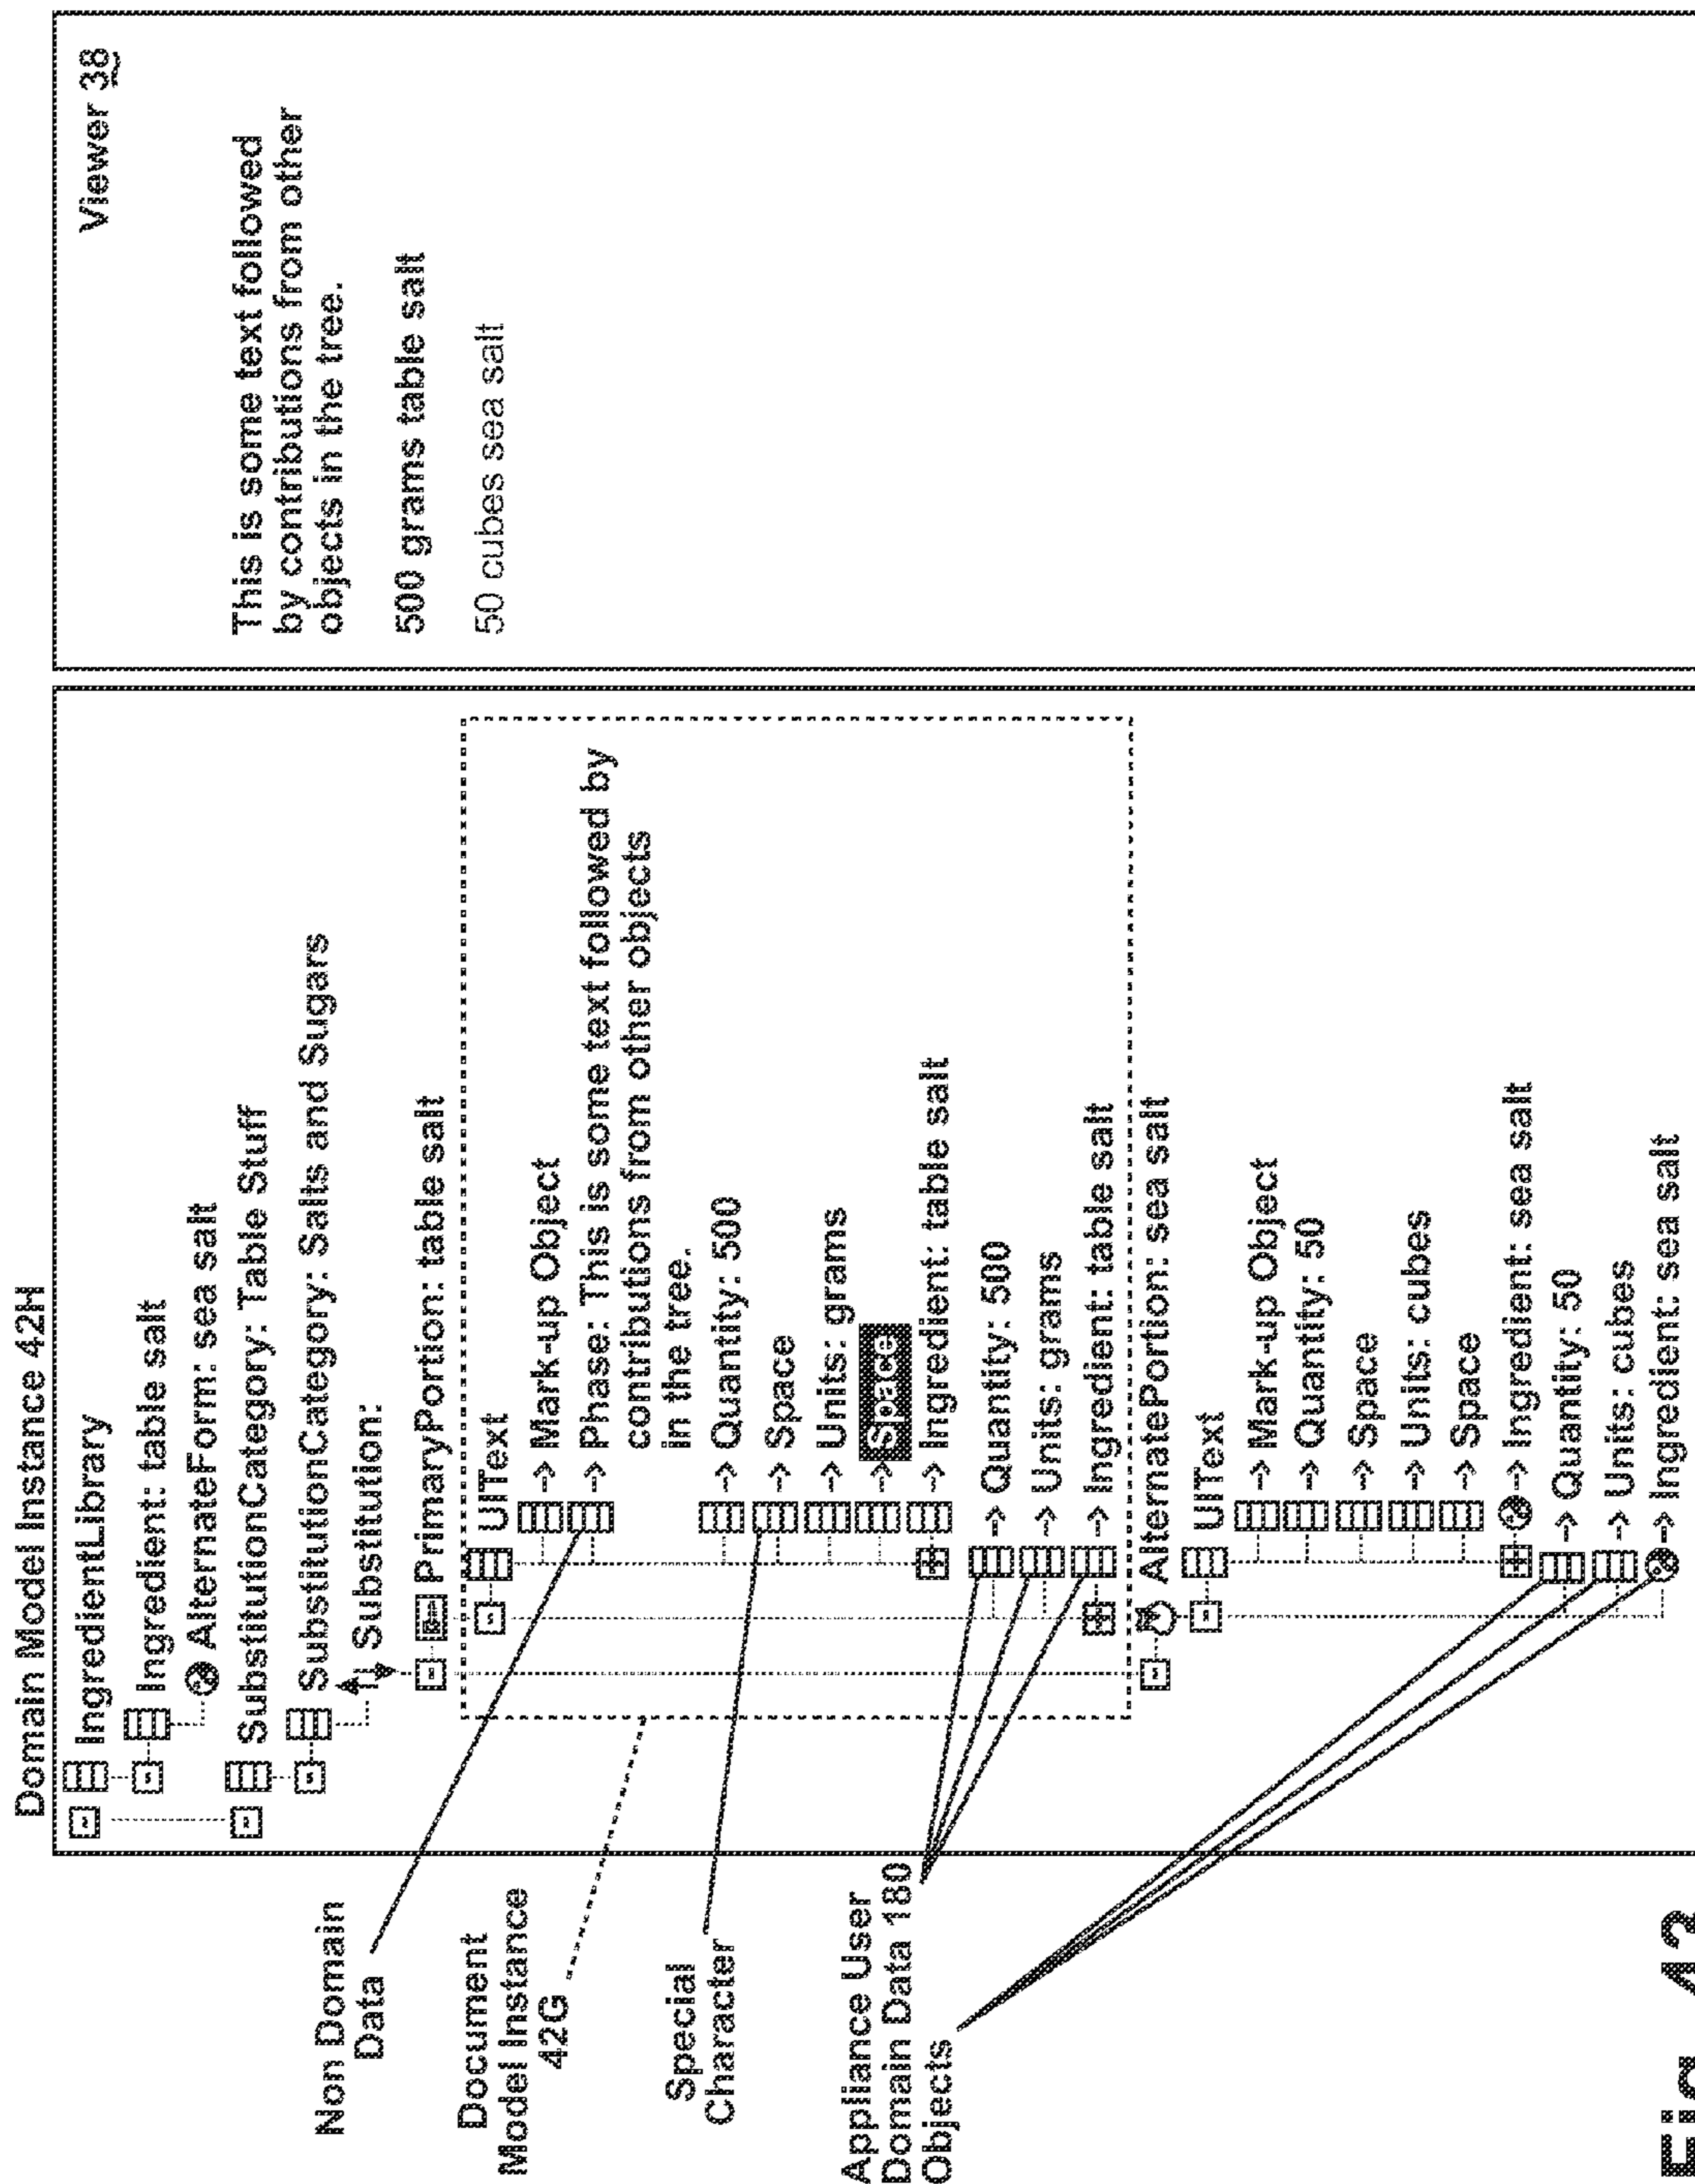 Domain Model Instance 42H
IngredientLibrary
Ingredient: table salt
AlternateForm: sea salt
SubstitutionCategory: Table Stuff
SubstitutionCategory: Salts and Sugars
Substitution:
PrimaryPortion: table salt
UIText
Mark-up Object
Phase: This is some text followed by
contributions from other objects
in the tree.
Quantity: 500
Space
Units: grams
Space
Ingredient: table salt
Quantity: 500
Units: grams
Ingredient: table salt
AlternatePortion: sea salt
UIText
Mark-up Object
Quantity: 50
Space
Units: cubes
Space
Ingredient: sea salt
Quantity: 50
Units: cubes
Ingredient: sea salt
Viewer 38
This is some text followed
by contributions from other
objects in the tree.
500 grams table salt
50 cubes sea salt
Non Domain
Data
Document
Model Instance
42G
Special
Character
Appliance User
Domain Data 180
Objects